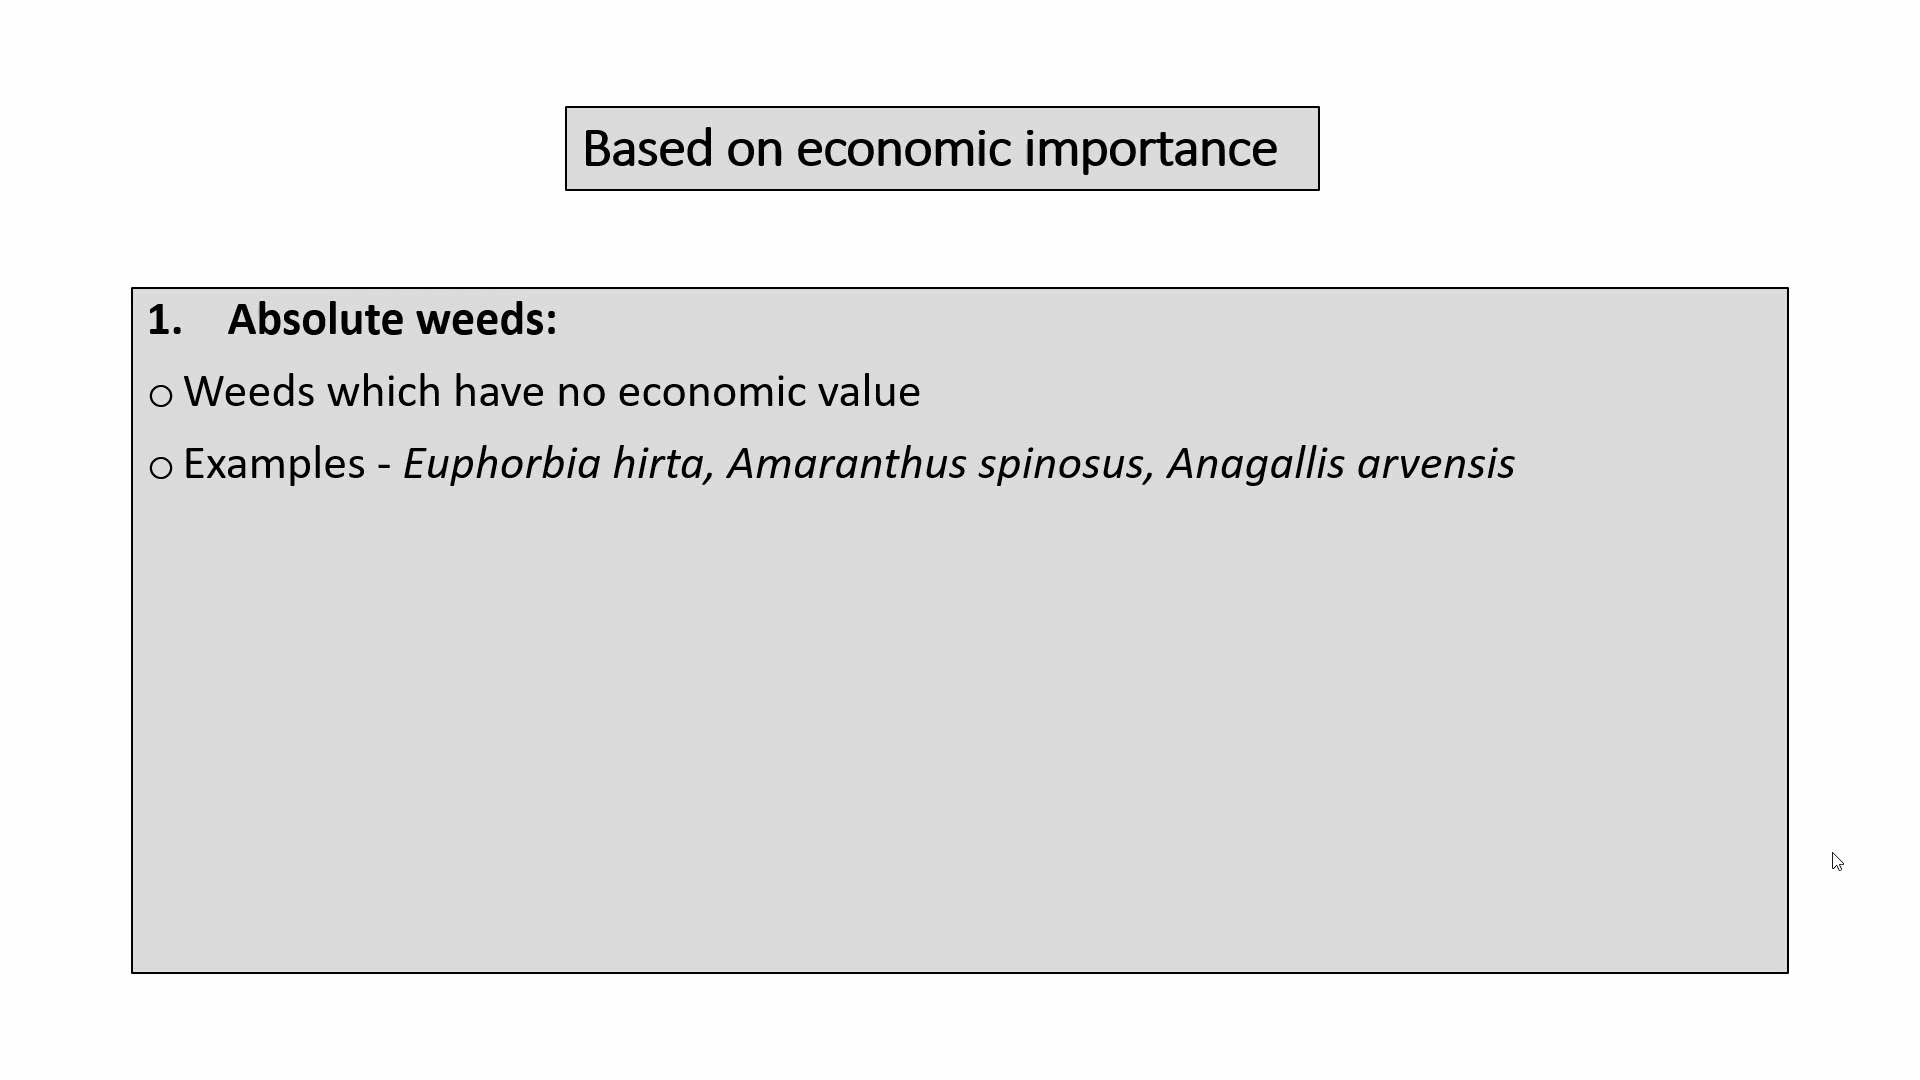 Based on economic importance
1. Absolute weeds:
o Weeds which have no economic value
o Examples - Euphorbia hirta, Amaranthus spinosus, Anagallis arvensis